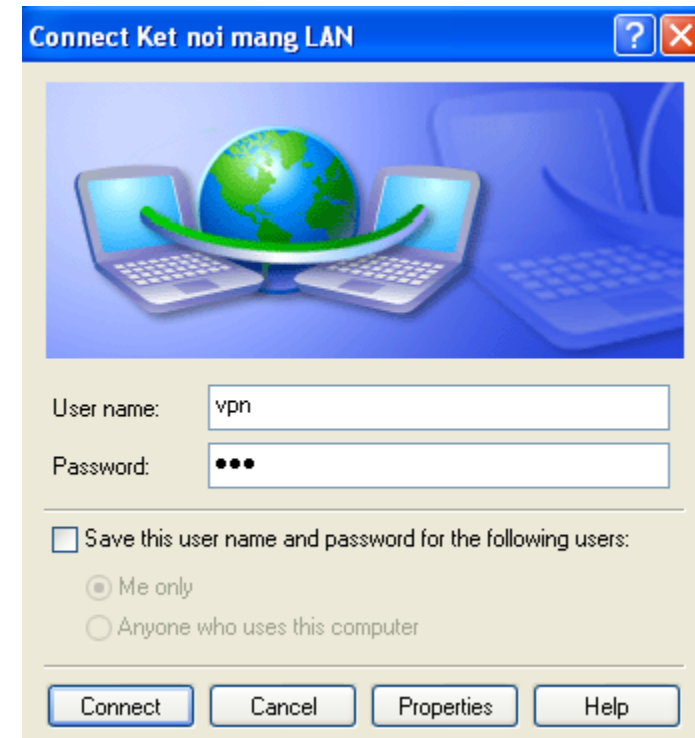 Connect Ket noi mang LAN
User name: vpn
Password: •••
Save this user name and password for the following users:
Me only
Anyone who uses this computer
Connect Cancel Properties Help